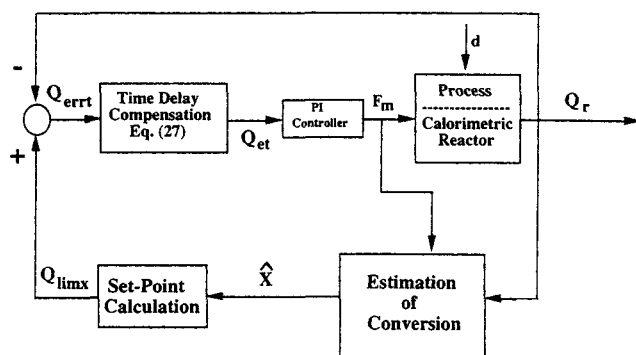 -
d
Q_errt
Time Delay
Compensation
Eq. (27)
Q_et
PI
Controller
F_m
Process
Calorimetric
Reactor
Q_r
+
Q_limx
Set-Point
Calculation
X̂
Estimation
of
Conversion